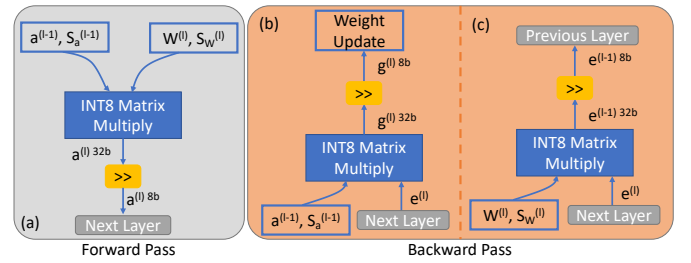 a(l-1), Sa(l-1)
W(l), SW(l)
INT8 Matrix
Multiply
a(l) 32b
>>
a(l) 8b
(a)
Next Layer
Forward Pass
(b)
Weight
Update
g(l) 8b
>>
g(l) 32b
INT8 Matrix
Multiply
e(l)
a(l-1), Sa(l-1)
Next Layer
(c)
Previous Layer
e(l-1) 8b
>>
e(l-1) 32b
INT8 Matrix
Multiply
e(l)
W(l), SW(l)
Next Layer
Backward Pass